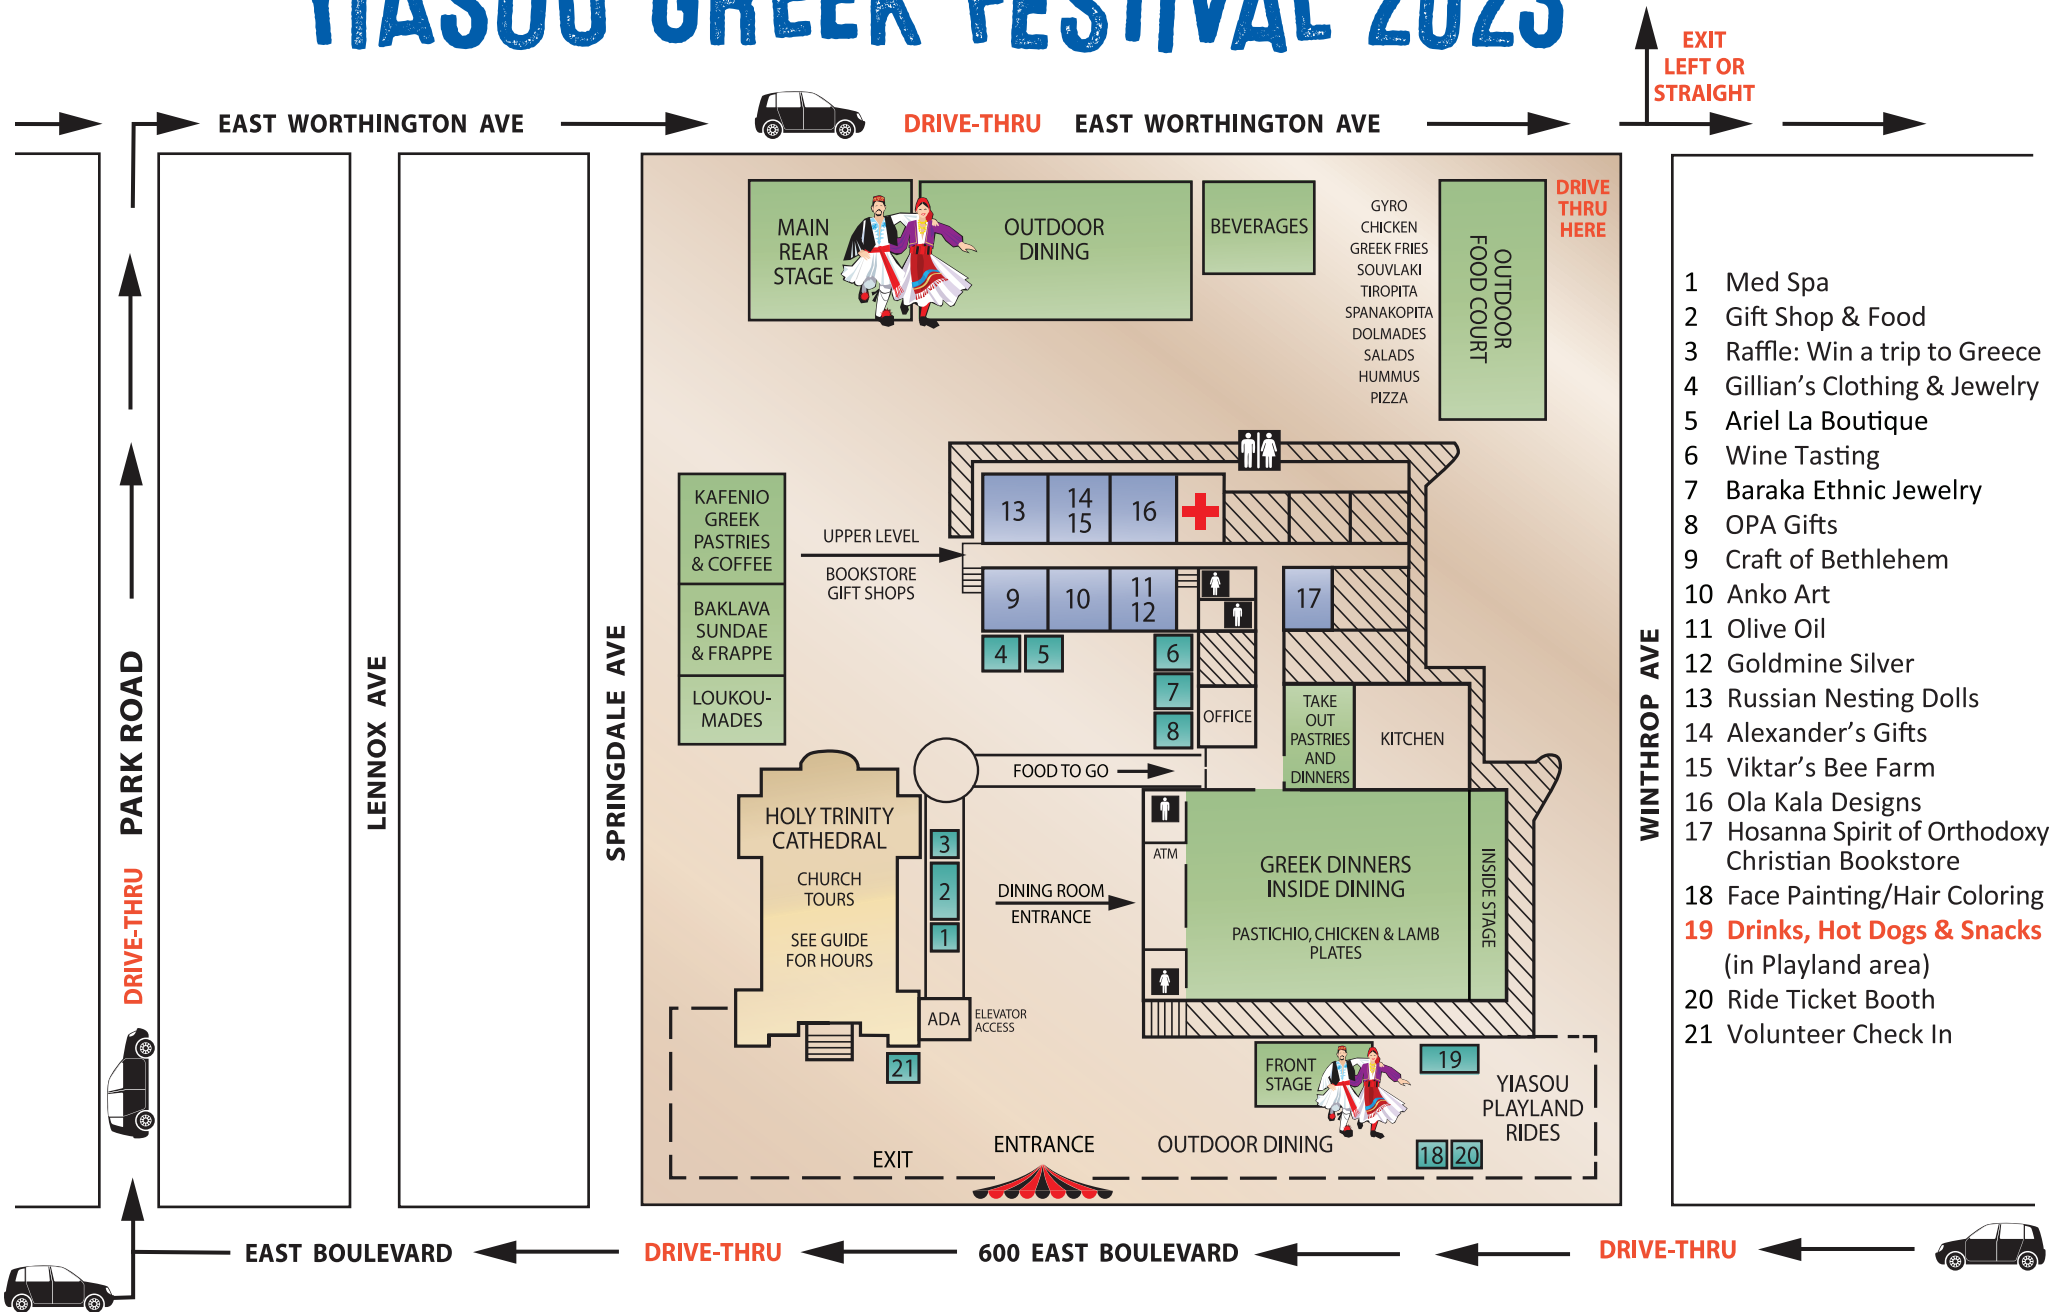 YIASOU GREEK FESTIVAL 2023
EXIT
LEFT OR
STRAIGHT
EAST WORTHINGTON AVE
DRIVE-THRU
EAST WORTHINGTON AVE
MAIN
REAR
STAGE
OUTDOOR
DINING
BEVERAGES
GYRO
CHICKEN
GREEK FRIES
SOUVLAKI
TIROPITA
SPANAKOPITA
DOLMADES
SALADS
HUMMUS
PIZZA
OUTDOOR
FOOD COURT
DRIVE
THRU
HERE
KAFENIO
GREEK
PASTRIES
& COFFEE
BAKLAVA
SUNDAE
& FRAPPE
LOUKOU-
MADES
UPPER LEVEL
BOOKSTORE
GIFT SHOPS
13
14
15
16
9
10
11
12
17
4
5
6
7
8
OFFICE
TAKE
OUT
PASTRIES
AND
DINNERS
KITCHEN
FOOD TO GO
HOLY TRINITY
CATHEDRAL
CHURCH
TOURS
SEE GUIDE
FOR HOURS
3
2
1
ADA
ELEVATOR
ACCESS
DINING ROOM
ENTRANCE
ATM
GREEK DINNERS
INSIDE DINING
PASTICHIO, CHICKEN & LAMB
PLATES
INSIDE STAGE
21
FRONT
STAGE
19
YIASOU
PLAYLAND
RIDES
18
20
OUTDOOR DINING
ENTRANCE
EXIT
DRIVE-THRU
PARK ROAD
LENNOX AVE
SPRINGDALE AVE
WINTHROP AVE
1 Med Spa
2 Gift Shop & Food
3 Raffle: Win a trip to Greece
4 Gillian's Clothing & Jewelry
5 Ariel La Boutique
6 Wine Tasting
7 Baraka Ethnic Jewelry
8 OPA Gifts
9 Craft of Bethlehem
10 Anko Art
11 Olive Oil
12 Goldmine Silver
13 Russian Nesting Dolls
14 Alexander's Gifts
15 Viktar's Bee Farm
16 Ola Kala Designs
17 Hosanna Spirit of Orthodoxy
Christian Bookstore
18 Face Painting/Hair Coloring
19 Drinks, Hot Dogs & Snacks
(in Playland area)
20 Ride Ticket Booth
21 Volunteer Check In
EAST BOULEVARD
DRIVE-THRU
600 EAST BOULEVARD
DRIVE-THRU